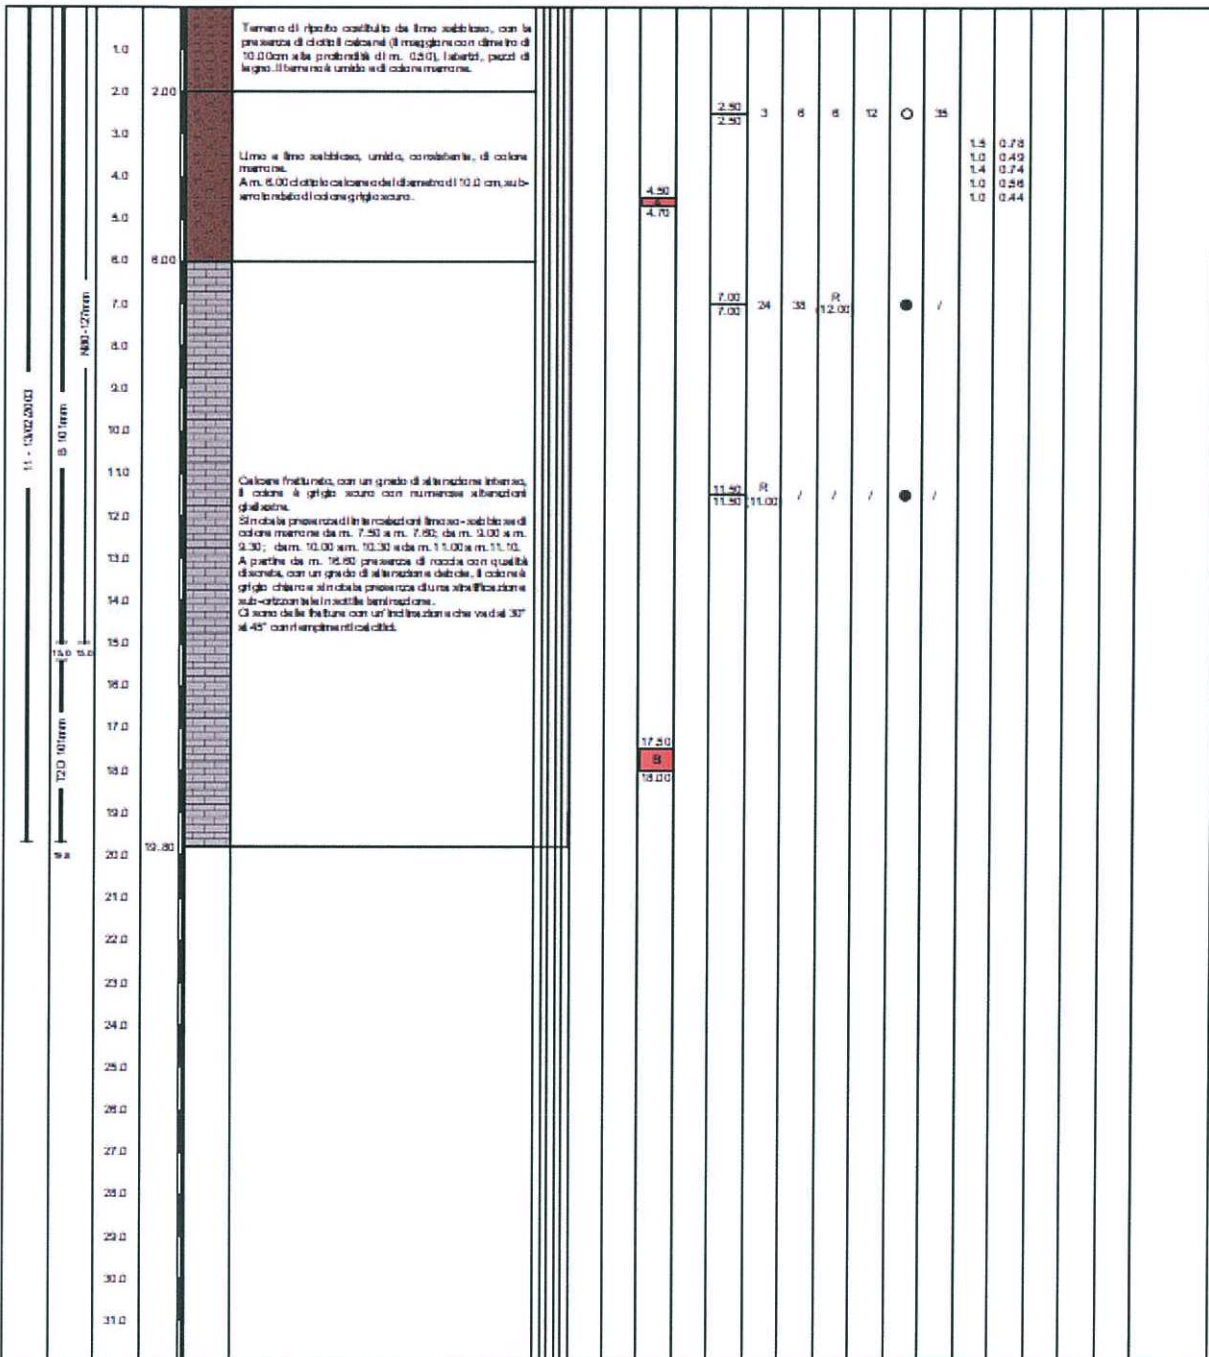 Terreno di riporto costituito da limo sabbioso, con la
presenza di ciottoli calcarei (il maggiore con dimetro di
10.00cm alla profondità di m. 0.50), laterizi, pezzi di
legno. Il terreno è umido e di colore marrone.
1.0
2.0
2.00
2.50
2.50
3
6
6
12
35
3.0
Limo e limo sabbioso, umido, consistente, di colore
marrone.
A m. 6.00 ciottolo calcareo del diametro di 10.0 cm, sub-
arrotondato di colore grigio scuro.
1.5 0.78
1.0 0.49
1.4 0.74
1.0 0.56
1.0 0.44
4.0
4.50
A
4.70
5.0
6.0
6.00
7.0
7.00
7.00
24
38
R
(12.00)
/
8.0
9.0
10.0
11.0
11 - 13/02/2003
S 101mm
NW-127mm
Calcare fratturato, con un grado di alterazione intenso,
il colore è grigio scuro con numerose alterazioni
giallastre.
Si nota la presenza di intercalazioni limoso-sabbiose di
colore marrone da m. 7.50 a m. 7.60; da m. 9.00 a m.
9.30; da m. 10.00 a m. 10.30 e da m. 11.00 a m. 11.10.
A partire da m. 16.60 presenza di roccia con qualità
discreta, con un grado di alterazione debole, il colore è
grigio chiaro e si nota la presenza di una stratificazione
sub-orizzontale in sottile laminazione.
Ci sono delle fratture con un'inclinazione che va dai 30°
ai 45° con riempimenti calcitici.
11.50
11.50
R
(11.00)
/
/
/
/
12.0
13.0
14.0
15.0
15.0
15.0
16.0
17.0
T2D 101mm
17.50
B
18.00
18.0
19.0
19.8
19.80
20.0
21.0
22.0
23.0
24.0
25.0
26.0
27.0
28.0
29.0
30.0
31.0